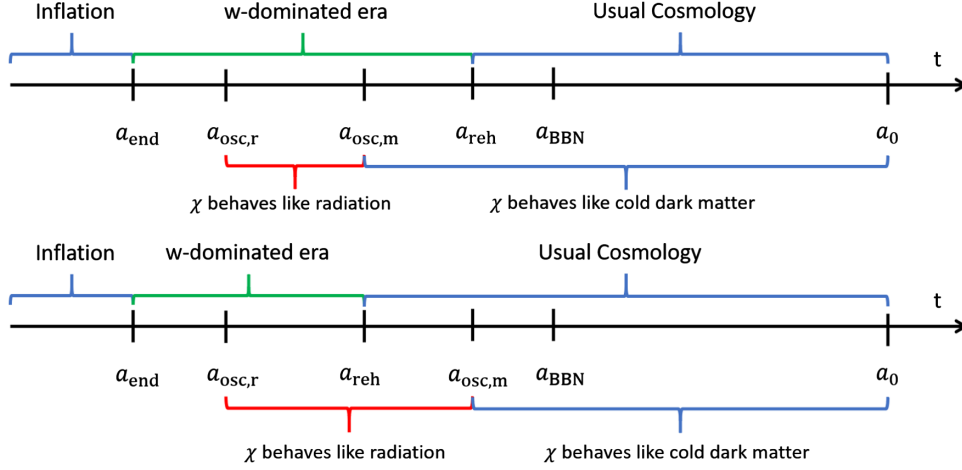 Inflation w-dominated era Usual Cosmology
t
a_end a_osc,r a_osc,m a_reh a_BBN a_0
χ behaves like radiation χ behaves like cold dark matter
Inflation w-dominated era Usual Cosmology
t
a_end a_osc,r a_reh a_osc,m a_BBN a_0
χ behaves like radiation χ behaves like cold dark matter